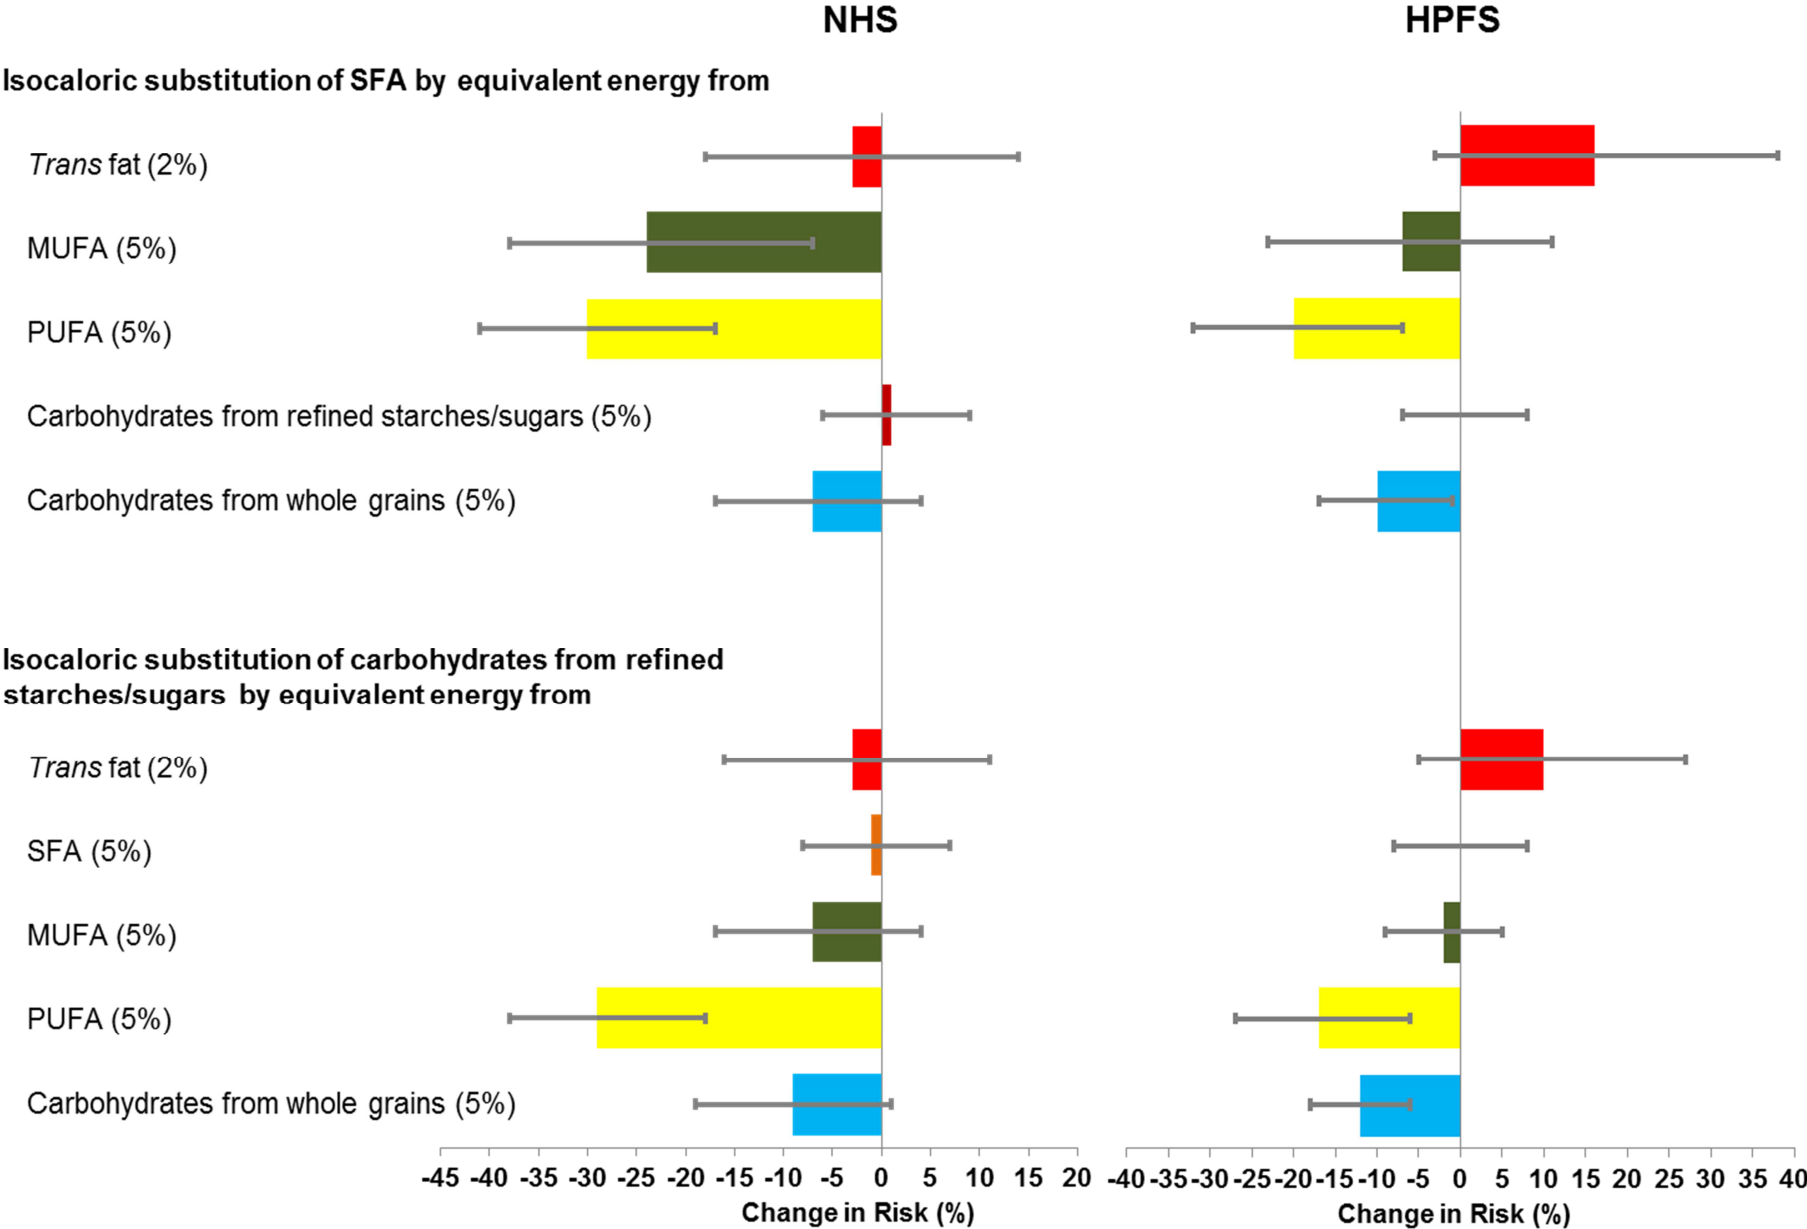 NHS HPFS
Isocaloric substitution of SFA by equivalent energy from
Trans fat (2%)
MUFA (5%)
PUFA (5%)
Carbohydrates from refined starches/sugars (5%)
Carbohydrates from whole grains (5%)
Isocaloric substitution of carbohydrates from refined
starches/sugars by equivalent energy from
Trans fat (2%)
SFA (5%)
MUFA (5%)
PUFA (5%)
Carbohydrates from whole grains (5%)
-45 -40 -35 -30 -25 -20 -15 -10 -5 0 5 10 15 20 -40 -35 -30 -25 -20 -15 -10 -5 0 5 10 15 20 25 30 35 40
Change in Risk (%) Change in Risk (%)